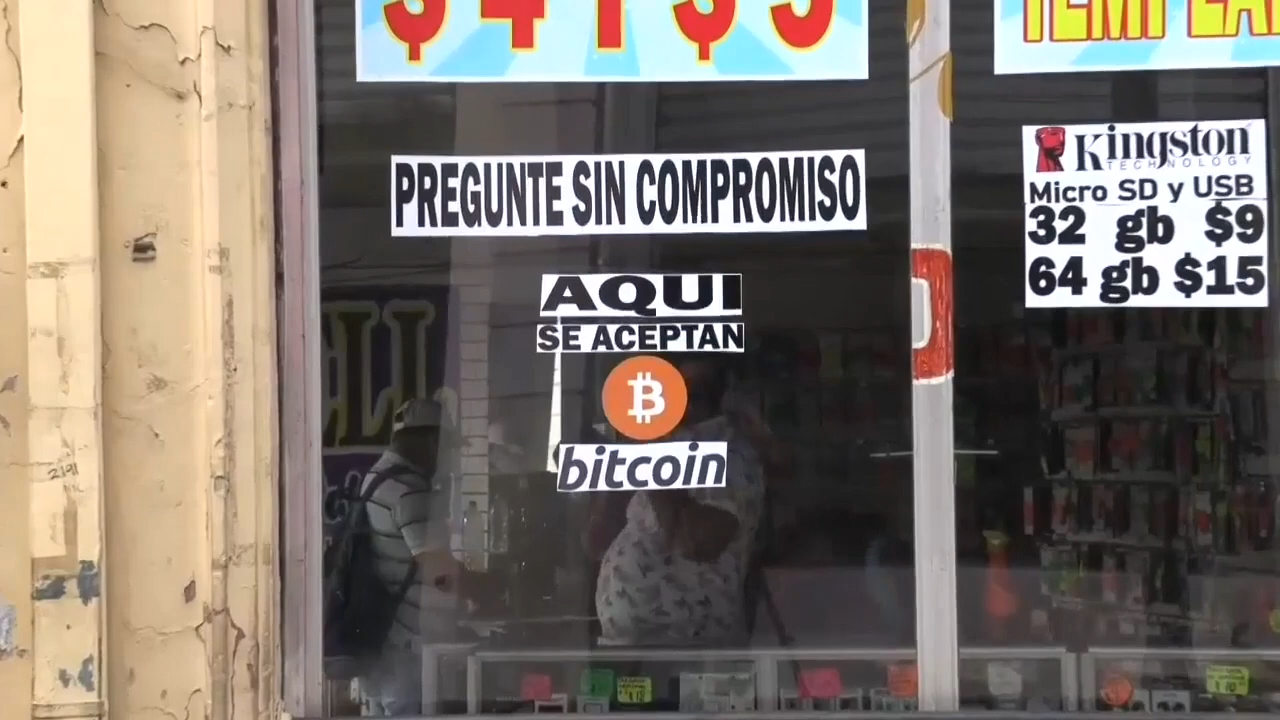 PREGUNTE SIN COMPROMISO
AQUI
SE ACEPTAN
bitcoin
Kingston
TECHNOLOGY
Micro SD y USB
32 gb $9
64 gb $15